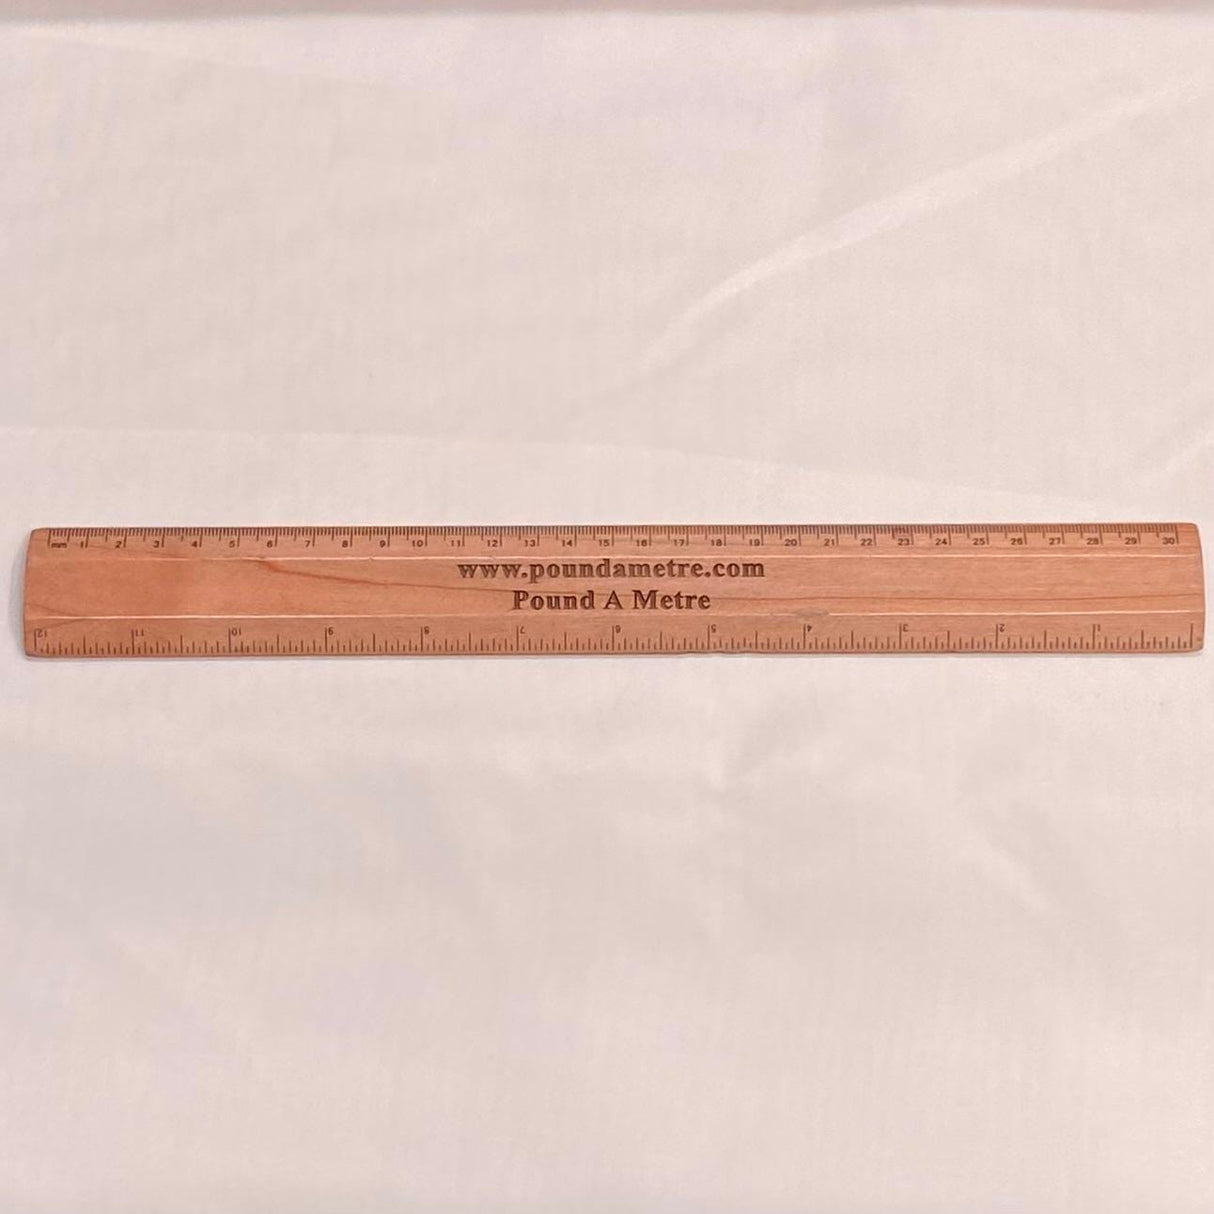 mm 1 2 3 4 5 6 7 8 9 10 11 12 13 14 15 16 17 18 19 20 21 22 23 24 25 26 27 28 29 30
www.poundametre.com
Pound A Metre
12 11 10 9 8 7 6 5 4 3 2 1